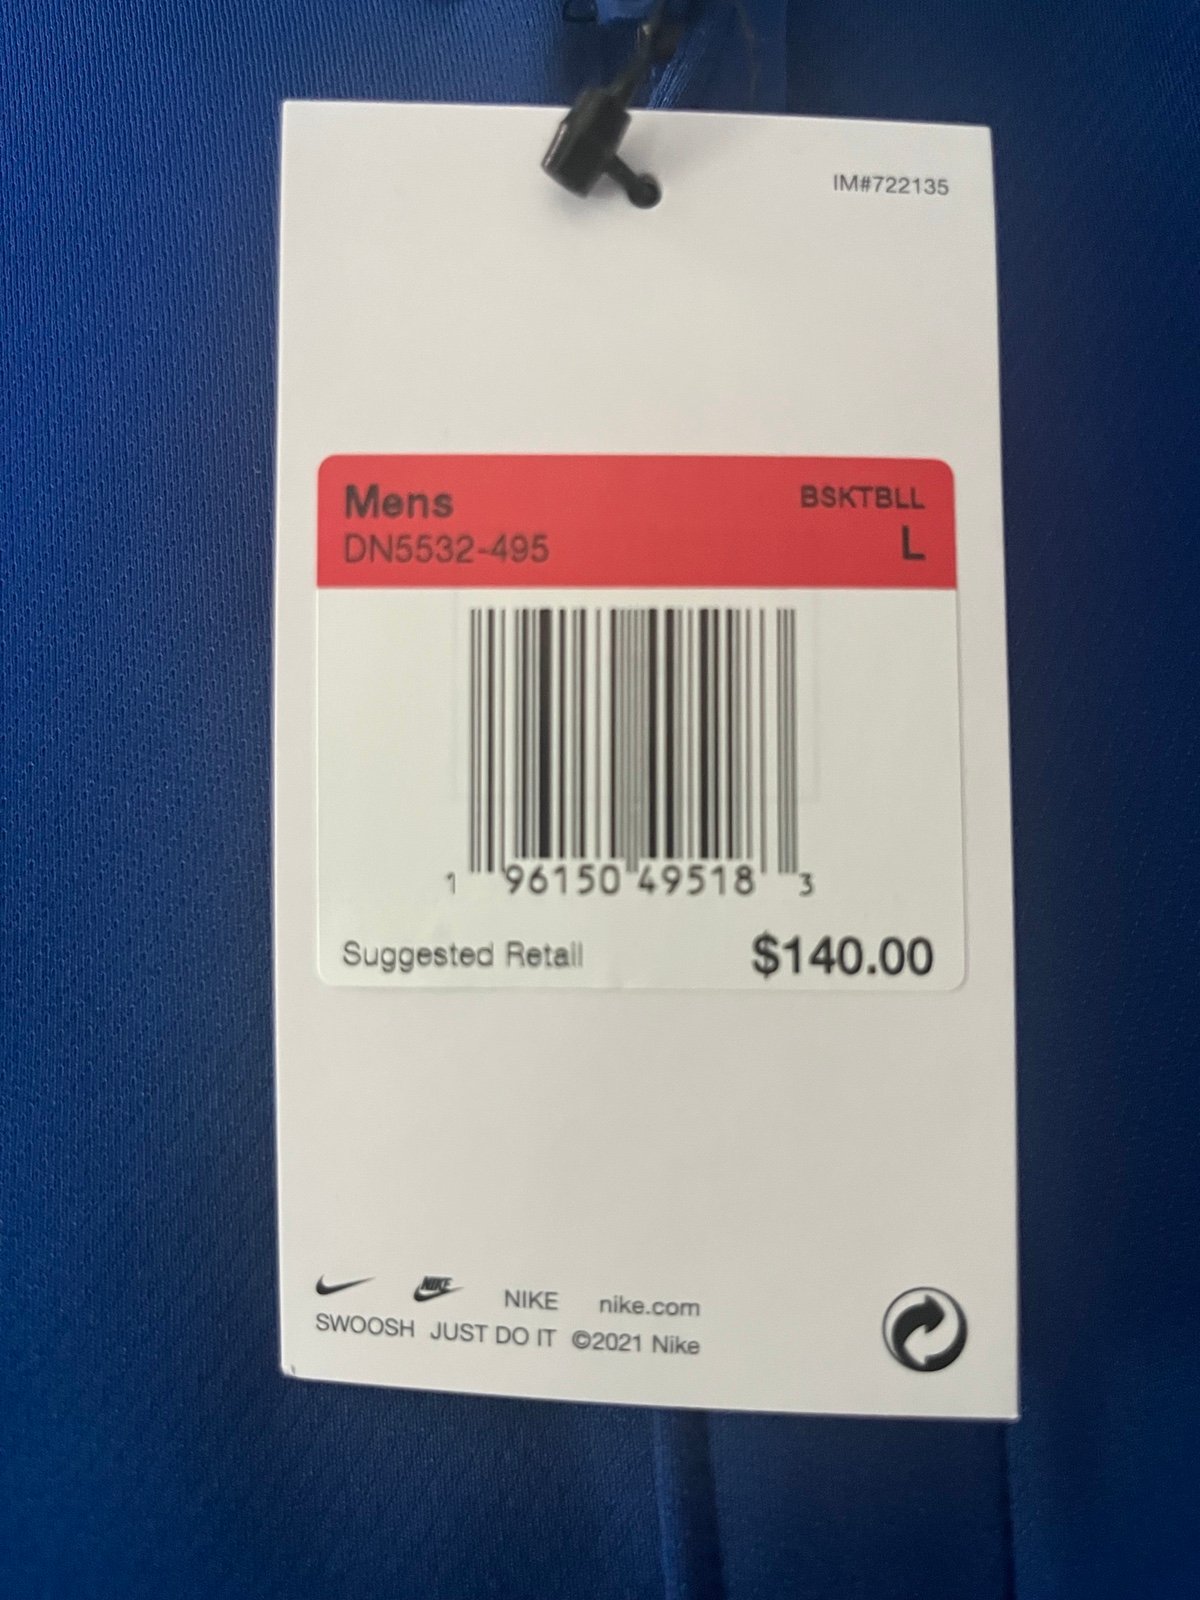 IM#722135
Mens BSKTBLL
DN5532-495 L
1 96150 49518 3
Suggested Retail $140.00
NIKE NIKE nike.com
SWOOSH JUST DO IT ©2021 Nike